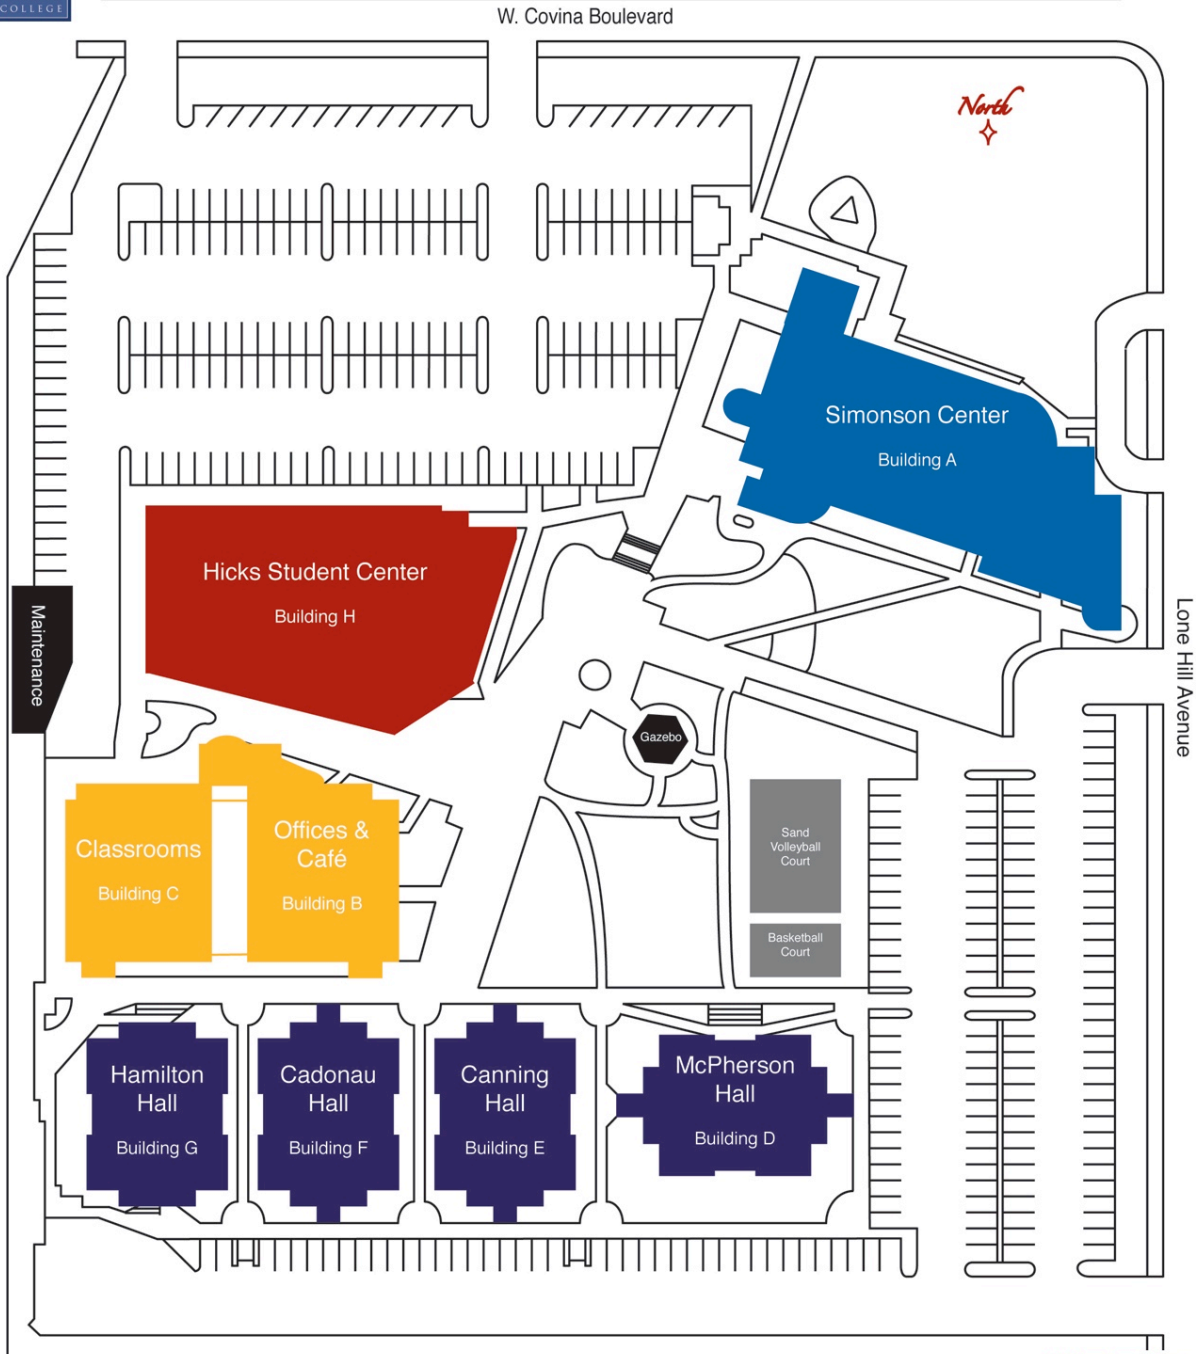 COLLEGE
W. Covina Boulevard
North
Simonson Center
Building A
Hicks Student Center
Building H
Maintenance
Lone Hill Avenue
Gazebo
Classrooms
Building C
Offices &
Café
Building B
Sand
Volleyball
Court
Basketball
Court
Hamilton
Hall
Building G
Cadonau
Hall
Building F
Canning
Hall
Building E
McPherson
Hall
Building D